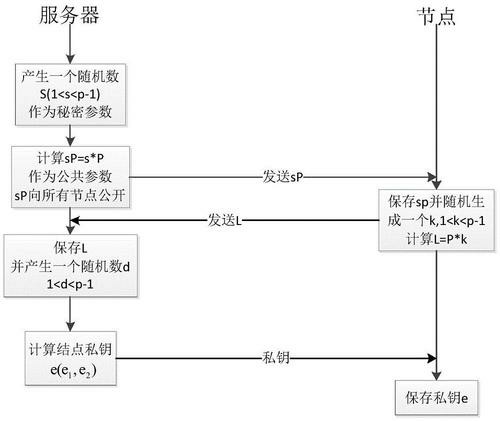 服务器
节点
产生一个随机数
S(1<s<p-1)
作为秘密参数
计算sP=s*P
作为公共参数
sP向所有节点公开
发送sP
保存sp并随机生
成一个k,1<k<p-1
计算L=P*k
发送L
保存L
并产生一个随机数d
1<d<p-1
计算结点私钥
e(e₁,e₂)
私钥
保存私钥e